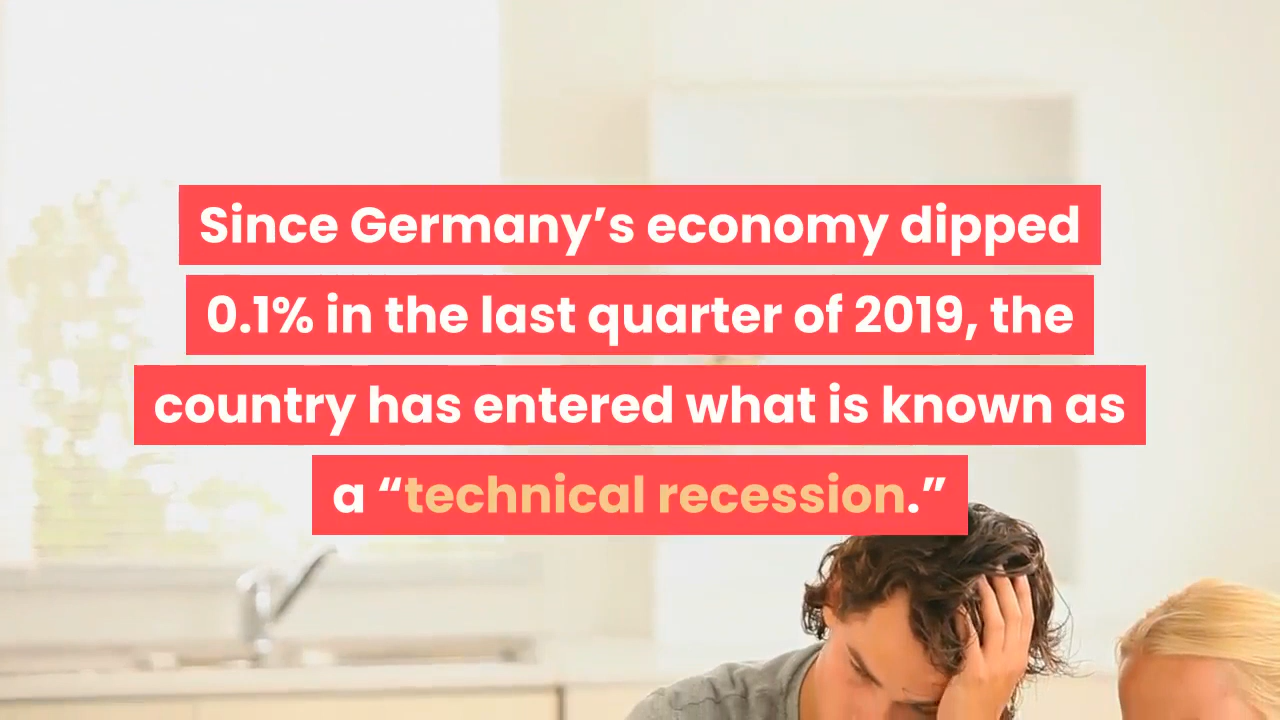 Since Germany’s economy dipped
0.1% in the last quarter of 2019, the
country has entered what is known as
a “technical recession.”